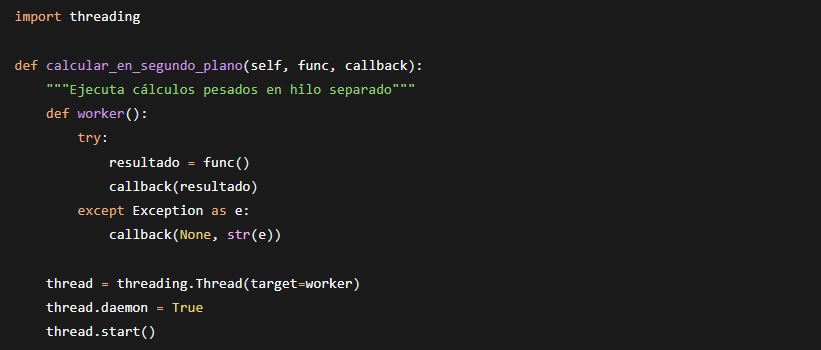 import threading

def calcular_en_segundo_plano(self, func, callback):
    """Ejecuta cálculos pesados en hilo separado"""
    def worker():
        try:
            resultado = func()
            callback(resultado)
        except Exception as e:
            callback(None, str(e))

    thread = threading.Thread(target=worker)
    thread.daemon = True
    thread.start()